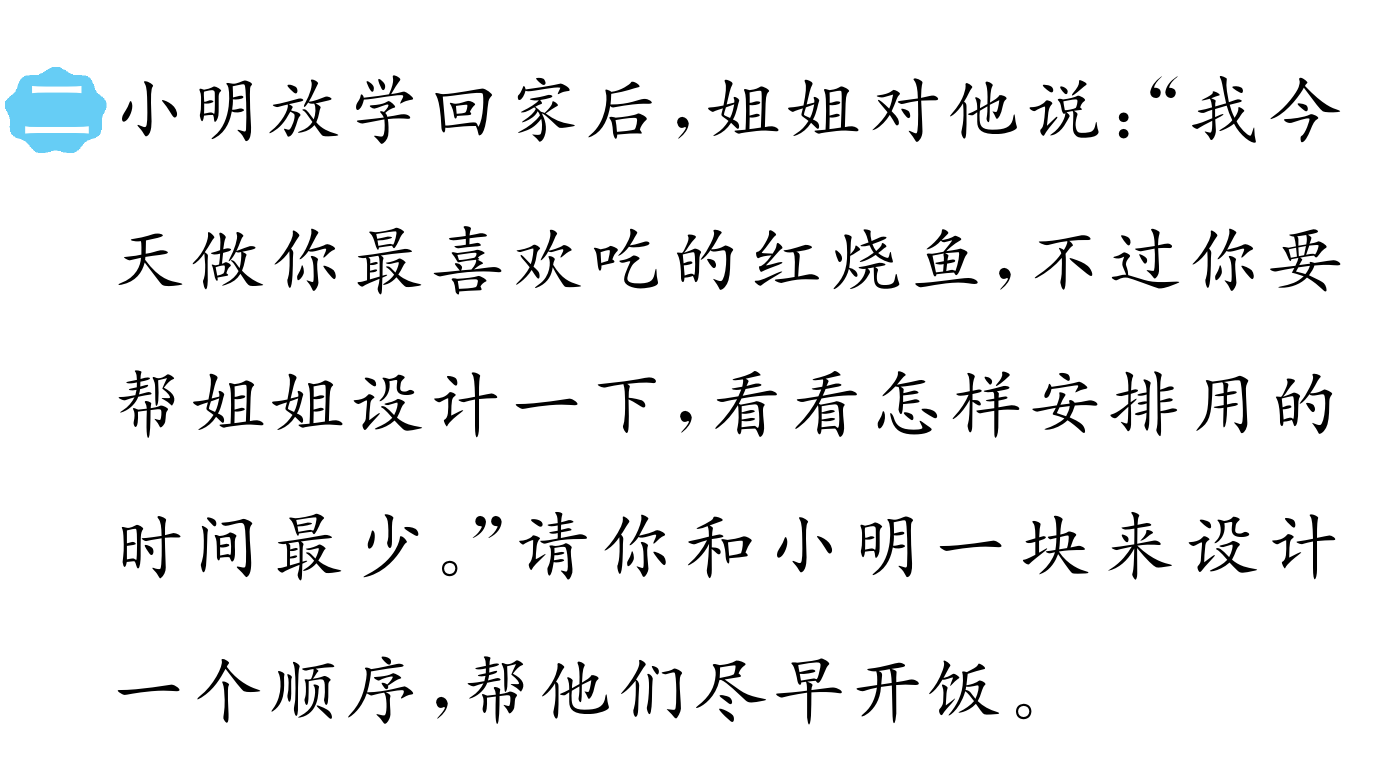 二 小明放学回家后,姐姐对他说:“我今
天做你最喜欢吃的红烧鱼,不过你要
帮姐姐设计一下,看看怎样安排用的
时间最少。”请你和小明一块来设计
一个顺序,帮他们尽早开饭。